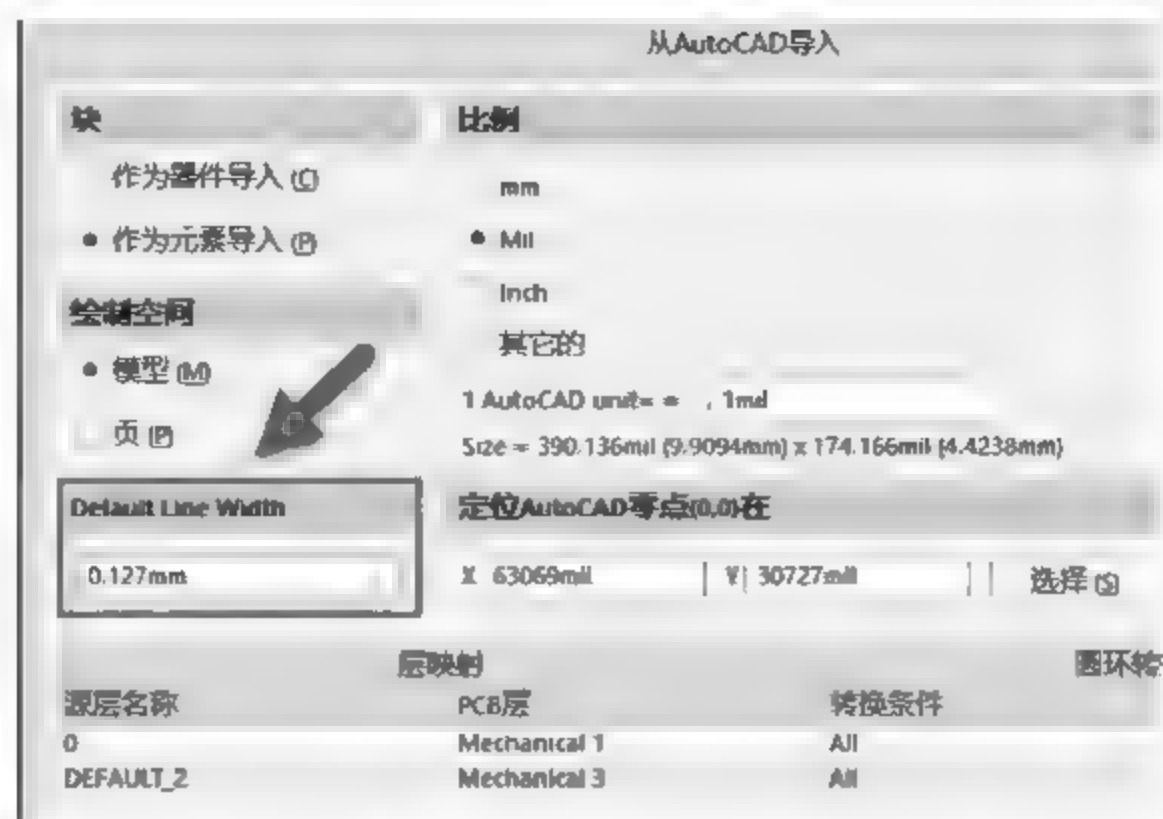 从AutoCAD导入
块
作为器件导入(C)
作为元素导入(P)
绘制空间
模型(M)
页(P)
Default Line Width
0.127mm
比例
mm
Mil
Inch
其它的
1 AutoCAD unit= = 
Size = 390.136mil (9.9094mm) x 174.166mil (4.4238mm)
定位AutoCAD零点(0,0)在
X 63069mil Y 30727mil 选择(S)
层映射
源层名称 PCB层 转换条件
0 Mechanical 1 All
DEFAULT_2 Mechanical 3 All